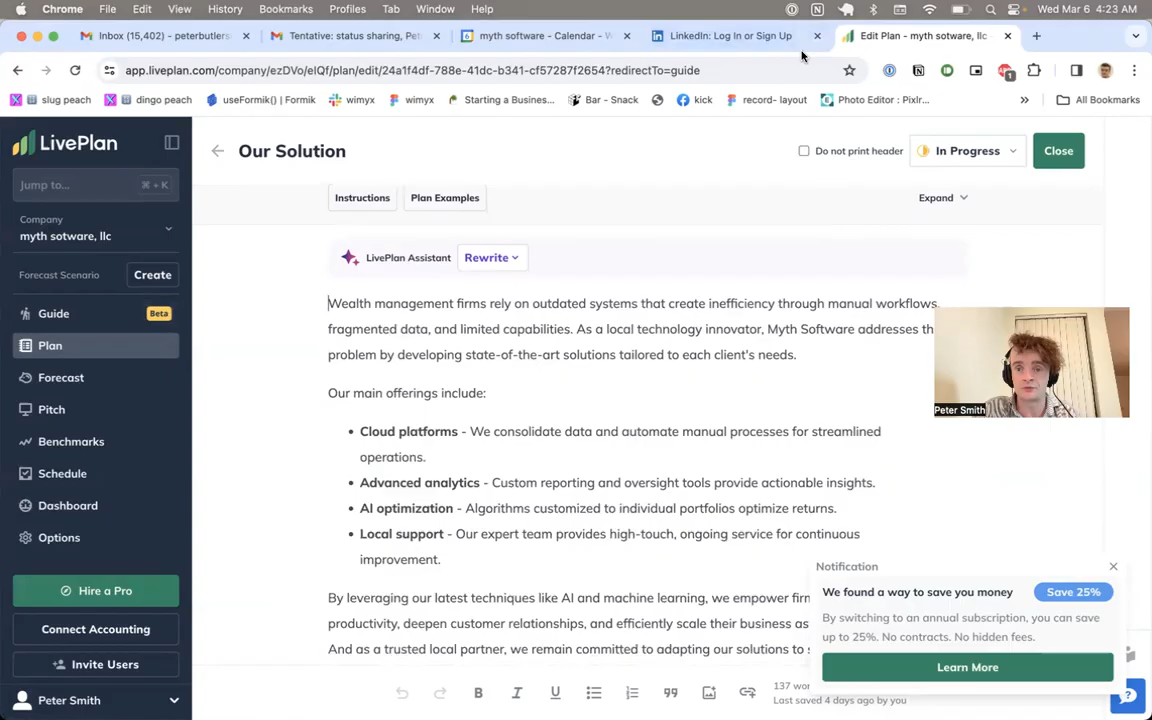 Chrome File Edit View History Bookmarks Profiles Tab Window Help
Wed Mar 6 4:23 AM
Inbox (15,402) - peterbutlers
Tentative: status sharing, Pet
myth software - Calendar - W
LinkedIn: Log In or Sign Up
Edit Plan - myth sotware, llc -
app.liveplan.com/company/ezDVo/elQf/plan/edit/24a1f4df-788e-41dc-b341-cf57287f2654?redirectTo=guide
1
slug peach
dingo peach
useFormik() | Formik
wimyx
wimyx
Starting a Business...
Bar - Snack
kick
record- layout
Photo Editor : Pixlr...
All Bookmarks
LivePlan
Jump to...
⌘ + K
Company
myth sotware, llc
Forecast Scenario
Create
Guide
Beta
Plan
Forecast
Pitch
Benchmarks
Schedule
Dashboard
Options
Hire a Pro
Connect Accounting
Invite Users
Peter Smith
Our Solution
Do not print header
In Progress
Close
Instructions
Plan Examples
Expand
LivePlan Assistant
Rewrite
Wealth management firms rely on outdated systems that create inefficiency through manual workflows,
fragmented data, and limited capabilities. As a local technology innovator, Myth Software addresses th
problem by developing state-of-the-art solutions tailored to each client's needs.
Our main offerings include:
• Cloud platforms - We consolidate data and automate manual processes for streamlined
operations.
• Advanced analytics - Custom reporting and oversight tools provide actionable insights.
• AI optimization - Algorithms customized to individual portfolios optimize returns.
• Local support - Our expert team provides high-touch, ongoing service for continuous
improvement.
By leveraging our latest techniques like AI and machine learning, we empower firm
productivity, deepen customer relationships, and efficiently scale their business as
And as a trusted local partner, we remain committed to adapting our solutions to
137 wor
Last saved 4 days ago by you
Peter Smith
Notification
We found a way to save you money
Save 25%
By switching to an annual subscription, you can save
up to 25%. No contracts. No hidden fees.
Learn More